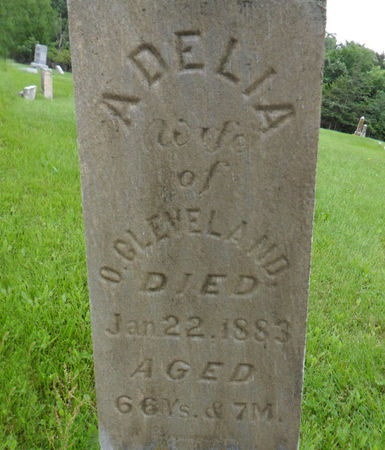 ADELIA
Wife
of
O. CLEVELAND,
DIED
Jan 22, 1883
AGED
66 Ys. & 7 M.